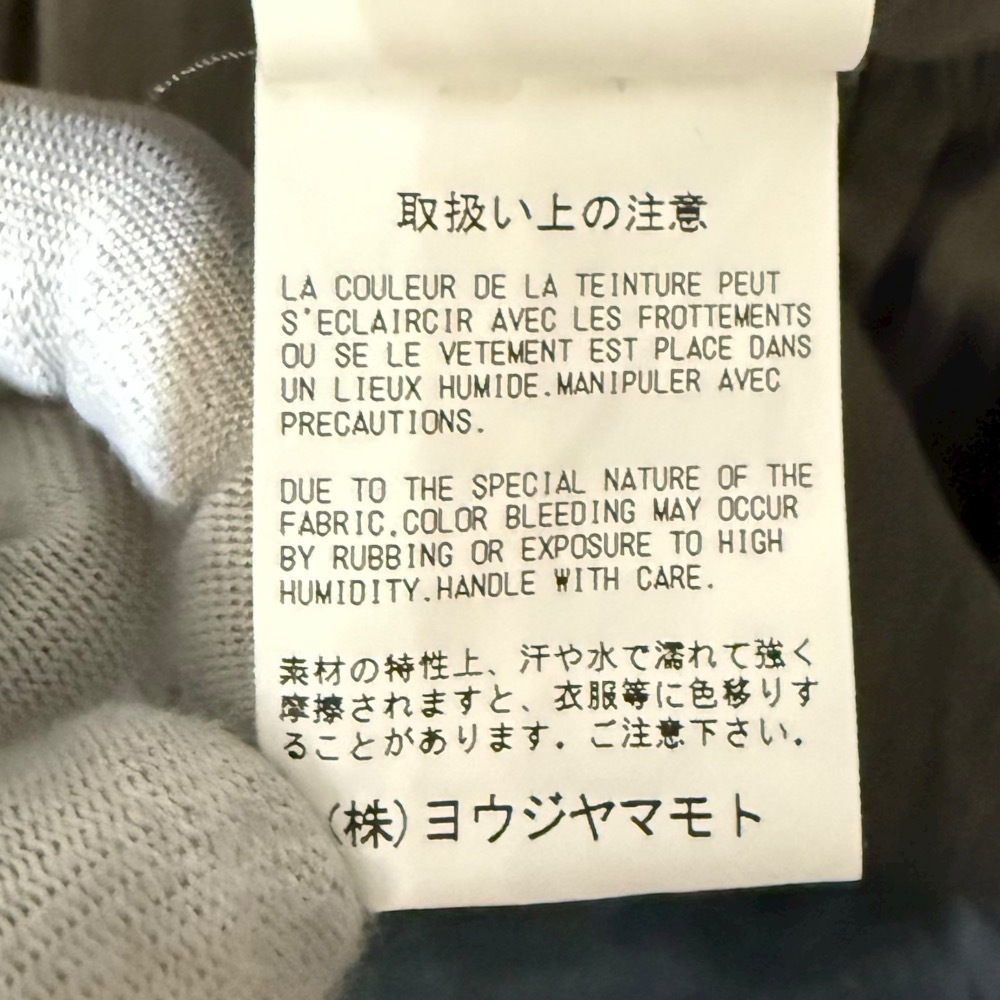 取扱い上の注意
LA COULEUR DE LA TEINTURE PEUT
S'ECLAIRCIR AVEC LES FROTTEMENTS
OU SE LE VETEMENT EST PLACE DANS
UN LIEUX HUMIDE.MANIPULER AVEC
PRECAUTIONS.
DUE TO THE SPECIAL NATURE OF THE
FABRIC.COLOR BLEEDING MAY OCCUR
BY RUBBING OR EXPOSURE TO HIGH
HUMIDITY.HANDLE WITH CARE.
素材の特性上、汗や水で濡れて強く
摩擦されますと、衣服等に色移りす
ることがあります。ご注意下さい。
(株)ヨウジヤマモト